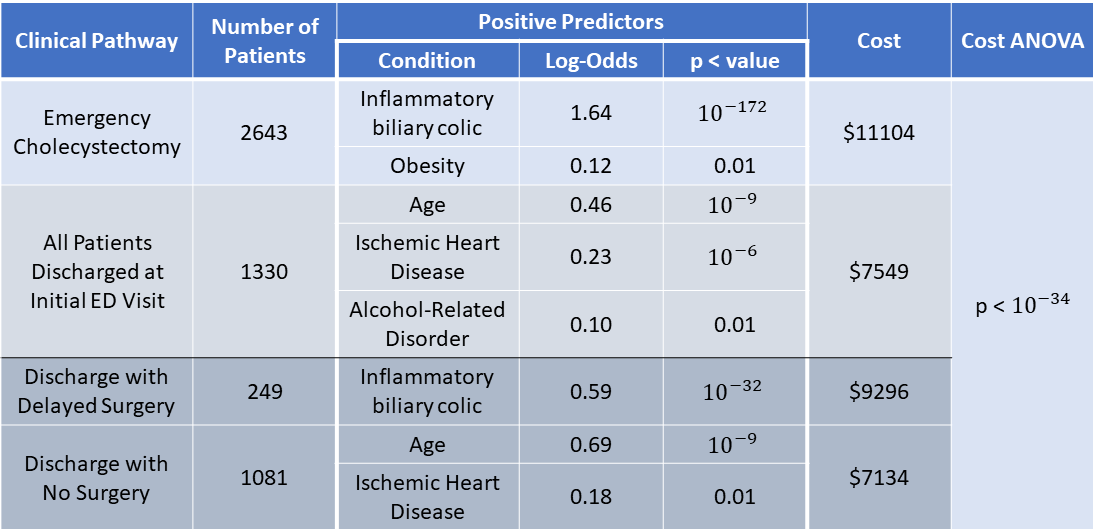 Clinical Pathway
Number of
Patients
Positive Predictors
Condition
Log-Odds
p < value
Cost
Cost ANOVA
Emergency
Cholecystectomy
2643
Inflammatory
biliary colic
1.64
10⁻¹⁷²
Obesity
0.12
0.01
$11104
All Patients
Discharged at
Initial ED Visit
1330
Age
0.46
10⁻⁹
Ischemic Heart
Disease
0.23
10⁻⁶
Alcohol-Related
Disorder
0.10
0.01
$7549
p < 10⁻³⁴
Discharge with
Delayed Surgery
249
Inflammatory
biliary colic
0.59
10⁻³²
$9296
Discharge with
No Surgery
1081
Age
0.69
10⁻⁹
Ischemic Heart
Disease
0.18
0.01
$7134